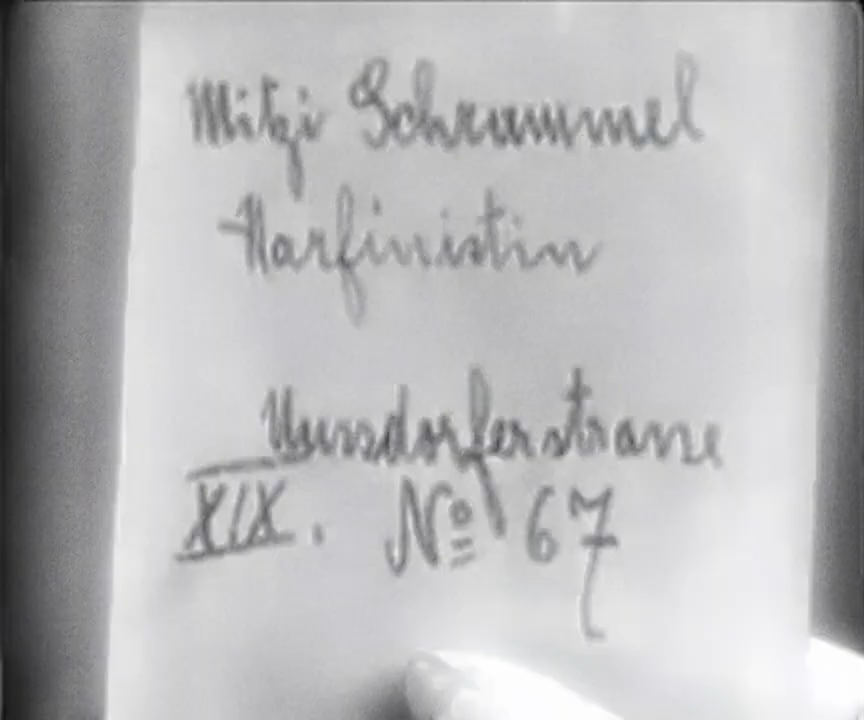 Mitzi Schrammel
Harfinistin
Nussdorferstrasse
XIX. No 67